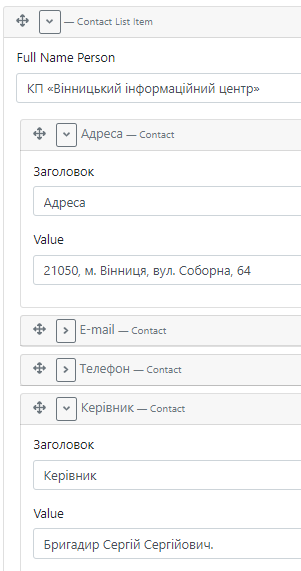 — Contact List Item
Full Name Person
КП «Вінницький інформаційний центр»
Адреса — Contact
Заголовок
Адреса
Value
21050, м. Вінниця, вул. Соборна, 64
E-mail — Contact
Телефон — Contact
Керівник — Contact
Заголовок
Керівник
Value
Бригадир Сергій Сергійович.